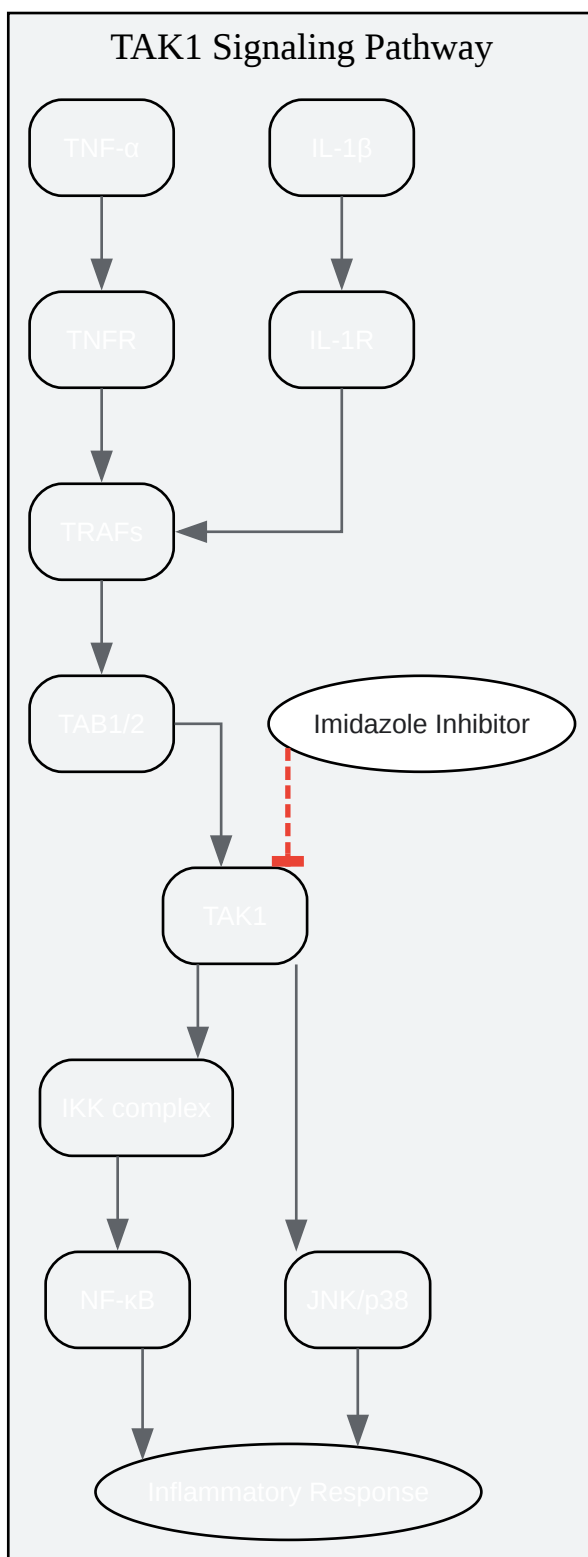 TAK1 Signaling Pathway
TNF-α
IL-1β
TNFR
IL-1R
TRAFs
TAB1/2
Imidazole Inhibitor
TAK1
IKK complex
NF-κB
JNK/p38
Inflammatory Response